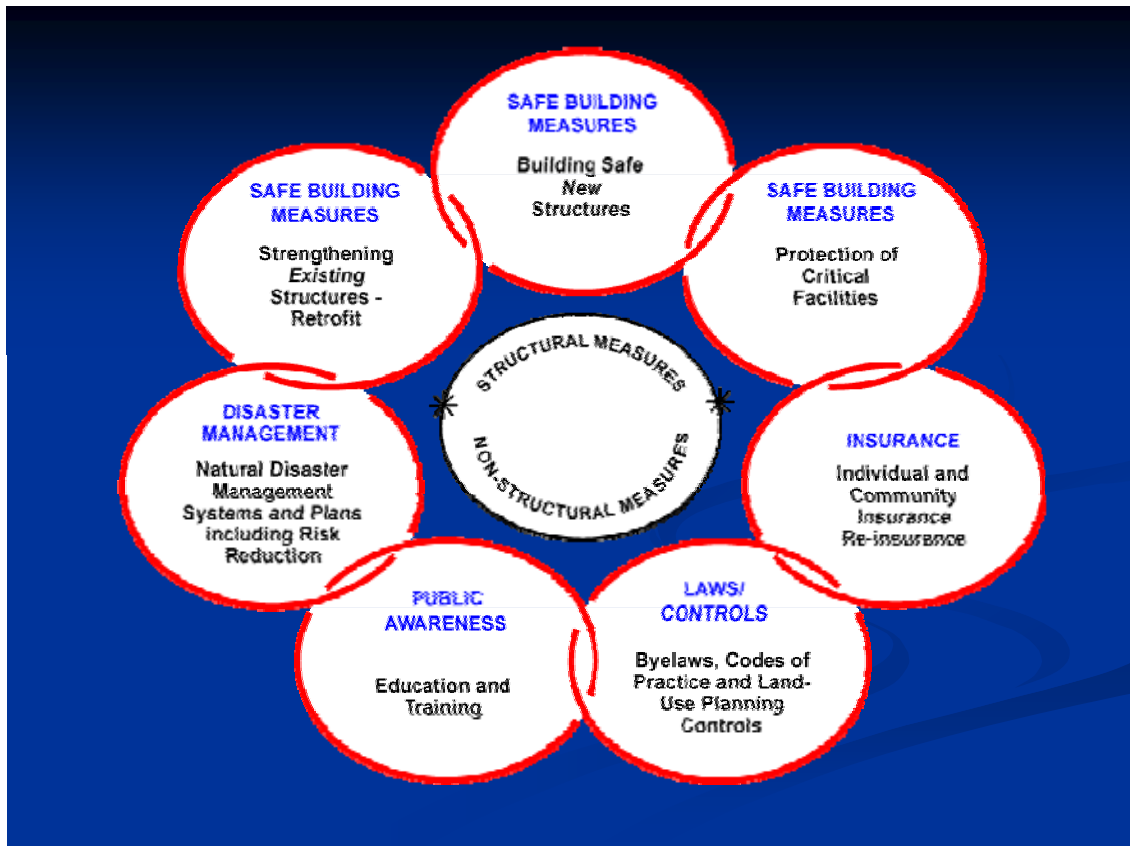 SAFE BUILDING
MEASURES
Building Safe
New
Structures
SAFE BUILDING
MEASURES
Strengthening
Existing
Structures -
Retrofit
SAFE BUILDING
MEASURES
Protection of
Critical
Facilities
STRUCTURAL MEASURES
NON-STRUCTURAL MEASURES
DISASTER
MANAGEMENT
Natural Disaster
Management
Systems and Plans
including Risk
Reduction
INSURANCE
Individual and
Community
Insurance
Re-insurance
PUBLIC
AWARENESS
Education and
Training
LAWS/
CONTROLS
Byelaws, Codes of
Practice and Land-
Use Planning
Controls